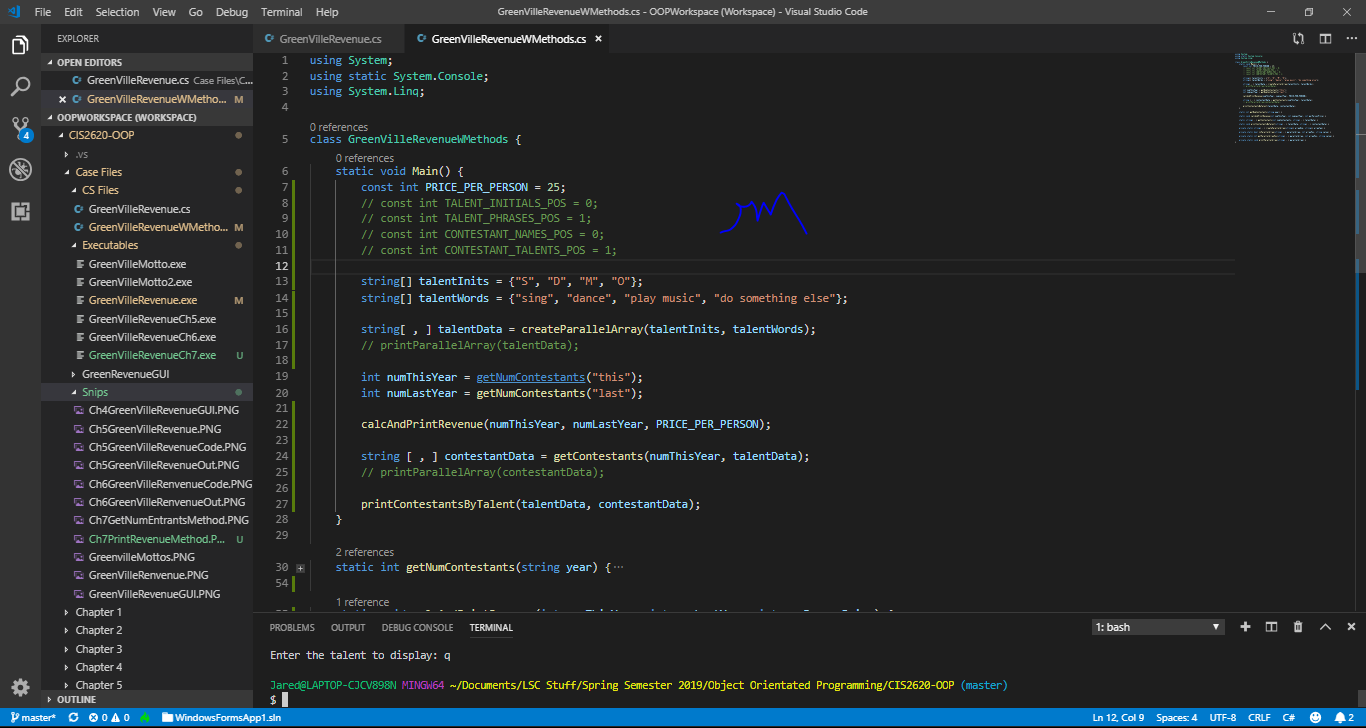 File Edit Selection View Go Debug Terminal Help
GreenVilleRevenueWMethods.cs - OOPWorkspace (Workspace) - Visual Studio Code
EXPLORER
OPEN EDITORS
GreenVilleRevenue.cs Case Files\C...
GreenVilleRevenueWMetho... M
OOPWORKSPACE (WORKSPACE)
CIS2620-OOP
.vs
Case Files
CS Files
GreenVilleRevenue.cs
GreenVilleRevenueWMetho... M
Executables
GreenVilleMotto.exe
GreenVilleMotto2.exe
GreenVilleRevenue.exe M
GreenVilleRevenueCh5.exe
GreenVilleRevenueCh6.exe
GreenVilleRevenueCh7.exe U
GreenRevenueGUI
Snips
Ch4GreenVilleRevenueGUI.PNG
Ch5GreenVilleRevenue.PNG
Ch5GreenVilleRevenueCode.PNG
Ch5GreenVilleRevenueOut.PNG
Ch6GreenVilleRenvenueCode.PNG
Ch6GreenVilleRenvenueOut.PNG
Ch7GetNumEntrantsMethod.PNG
Ch7PrintRevenueMethod.P... U
GreenvilleMottos.PNG
GreenVilleRenvenue.PNG
GreenVilleRevenueGUI.PNG
Chapter 1
Chapter 2
Chapter 3
Chapter 4
Chapter 5
OUTLINE
4
GreenVilleRevenue.cs
GreenVilleRevenueWMethods.cs
1 using System;
2 using static System.Console;
3 using System.Linq;
4
0 references
5 class GreenVilleRevenueWMethods {
0 references
6 static void Main() {
7 const int PRICE_PER_PERSON = 25;
8 // const int TALENT_INITIALS_POS = 0;
9 // const int TALENT_PHRASES_POS = 1;
10 // const int CONTESTANT_NAMES_POS = 0;
11 // const int CONTESTANT_TALENTS_POS = 1;
12
13 string[] talentInits = {"S", "D", "M", "O"};
14 string[] talentWords = {"sing", "dance", "play music", "do something else"};
15
16 string[ , ] talentData = createParallelArray(talentInits, talentWords);
17 // printParallelArray(talentData);
18
19 int numThisYear = getNumContestants("this");
20 int numLastYear = getNumContestants("last");
21
22 calcAndPrintRevenue(numThisYear, numLastYear, PRICE_PER_PERSON);
23
24 string [ , ] contestantData = getContestants(numThisYear, talentData);
25 // printParallelArray(contestantData);
26
27 printContestantsByTalent(talentData, contestantData);
28 }
29
2 references
30 static int getNumContestants(string year) {···
54
1 reference
PROBLEMS OUTPUT DEBUG CONSOLE TERMINAL
1: bash
Enter the talent to display: q
Jared@LAPTOP-CJCV898N MINGW64 ~/Documents/LSC Stuff/Spring Semester 2019/Object Orientated Programming/CIS2620-OOP (master)
$
master* 0 0 WindowsFormsApp1.sln
Ln 12, Col 9 Spaces: 4 UTF-8 CRLF C# 2